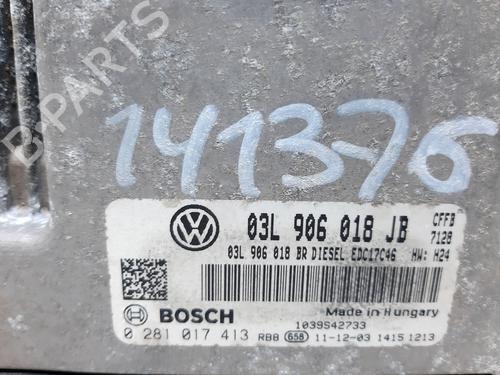 B-PARTS
141376
03L 906 018 JB CFFB
7128
03L 906 018 BR DIESEL EDC17C46 HW: H24
BOSCH
Made in Hungary
1039S42733
0 281 017 413 RBB 658 11-12-03 1415 1213